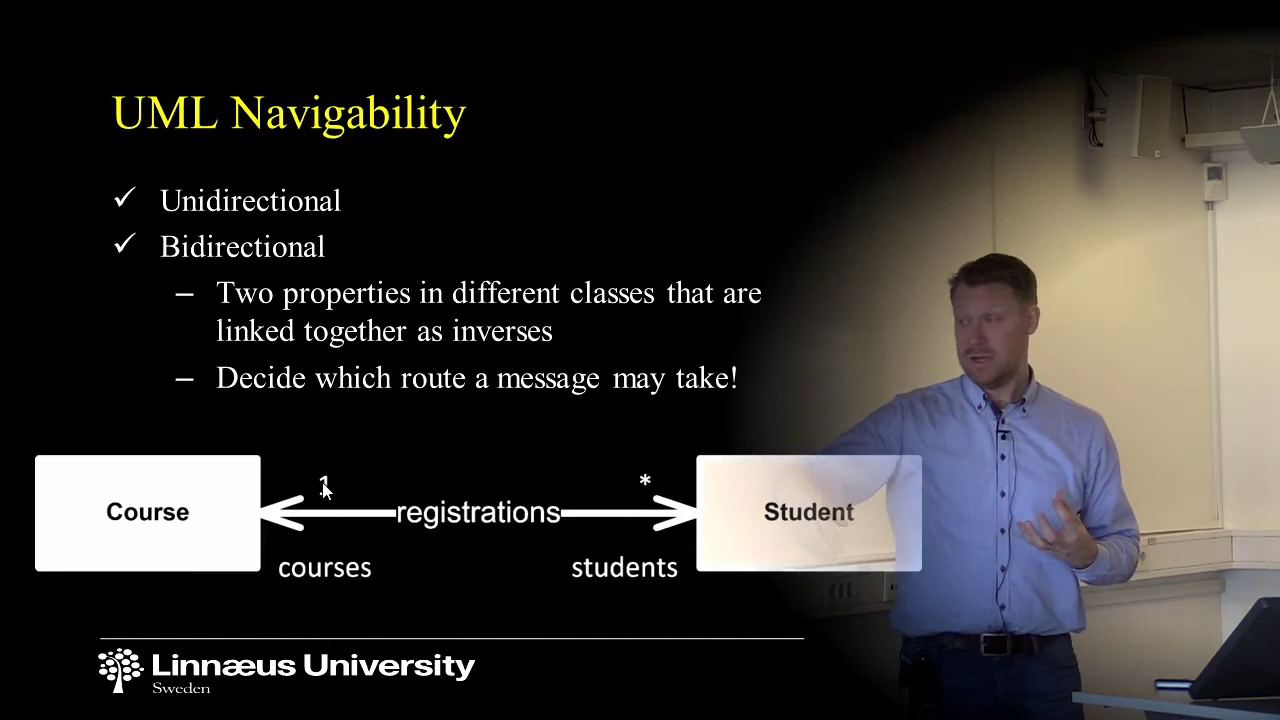 UML Navigability
✓ Unidirectional
✓ Bidirectional
– Two properties in different classes that are
linked together as inverses
– Decide which route a message may take!
1 *
Course registrations Student
courses students
Linnæus University
Sweden